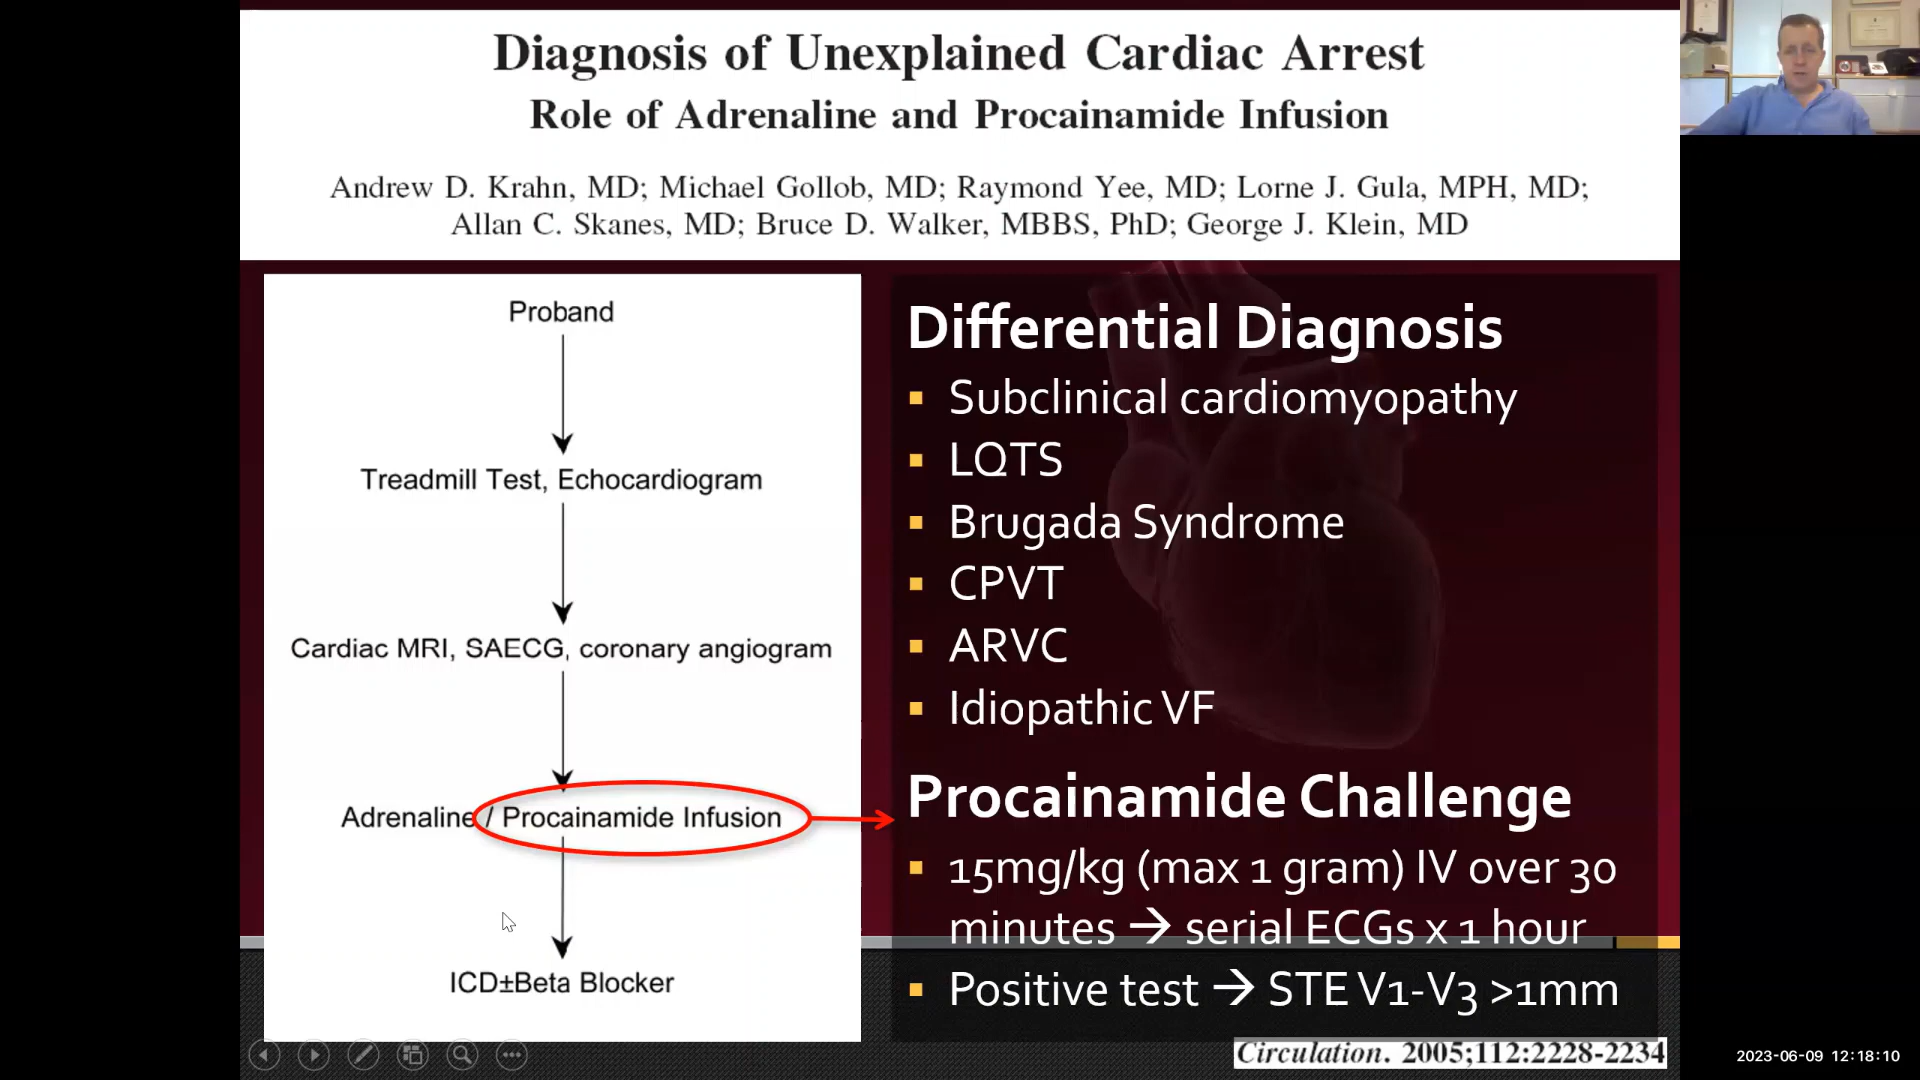 Diagnosis of Unexplained Cardiac Arrest
Role of Adrenaline and Procainamide Infusion
Andrew D. Krahn, MD; Michael Gollob, MD; Raymond Yee, MD; Lorne J. Gula, MPH, MD;
Allan C. Skanes, MD; Bruce D. Walker, MBBS, PhD; George J. Klein, MD
Proband
Treadmill Test, Echocardiogram
Cardiac MRI, SAECG, coronary angiogram
Adrenaline / Procainamide Infusion
ICD±Beta Blocker
Differential Diagnosis
▪ Subclinical cardiomyopathy
▪ LQTS
▪ Brugada Syndrome
▪ CPVT
▪ ARVC
▪ Idiopathic VF
Procainamide Challenge
▪ 15mg/kg (max 1 gram) IV over 30
minutes → serial ECGs x 1 hour
▪ Positive test → STE V1-V3 >1mm
Circulation. 2005;112:2228-2234
2023-06-09 12:18:10